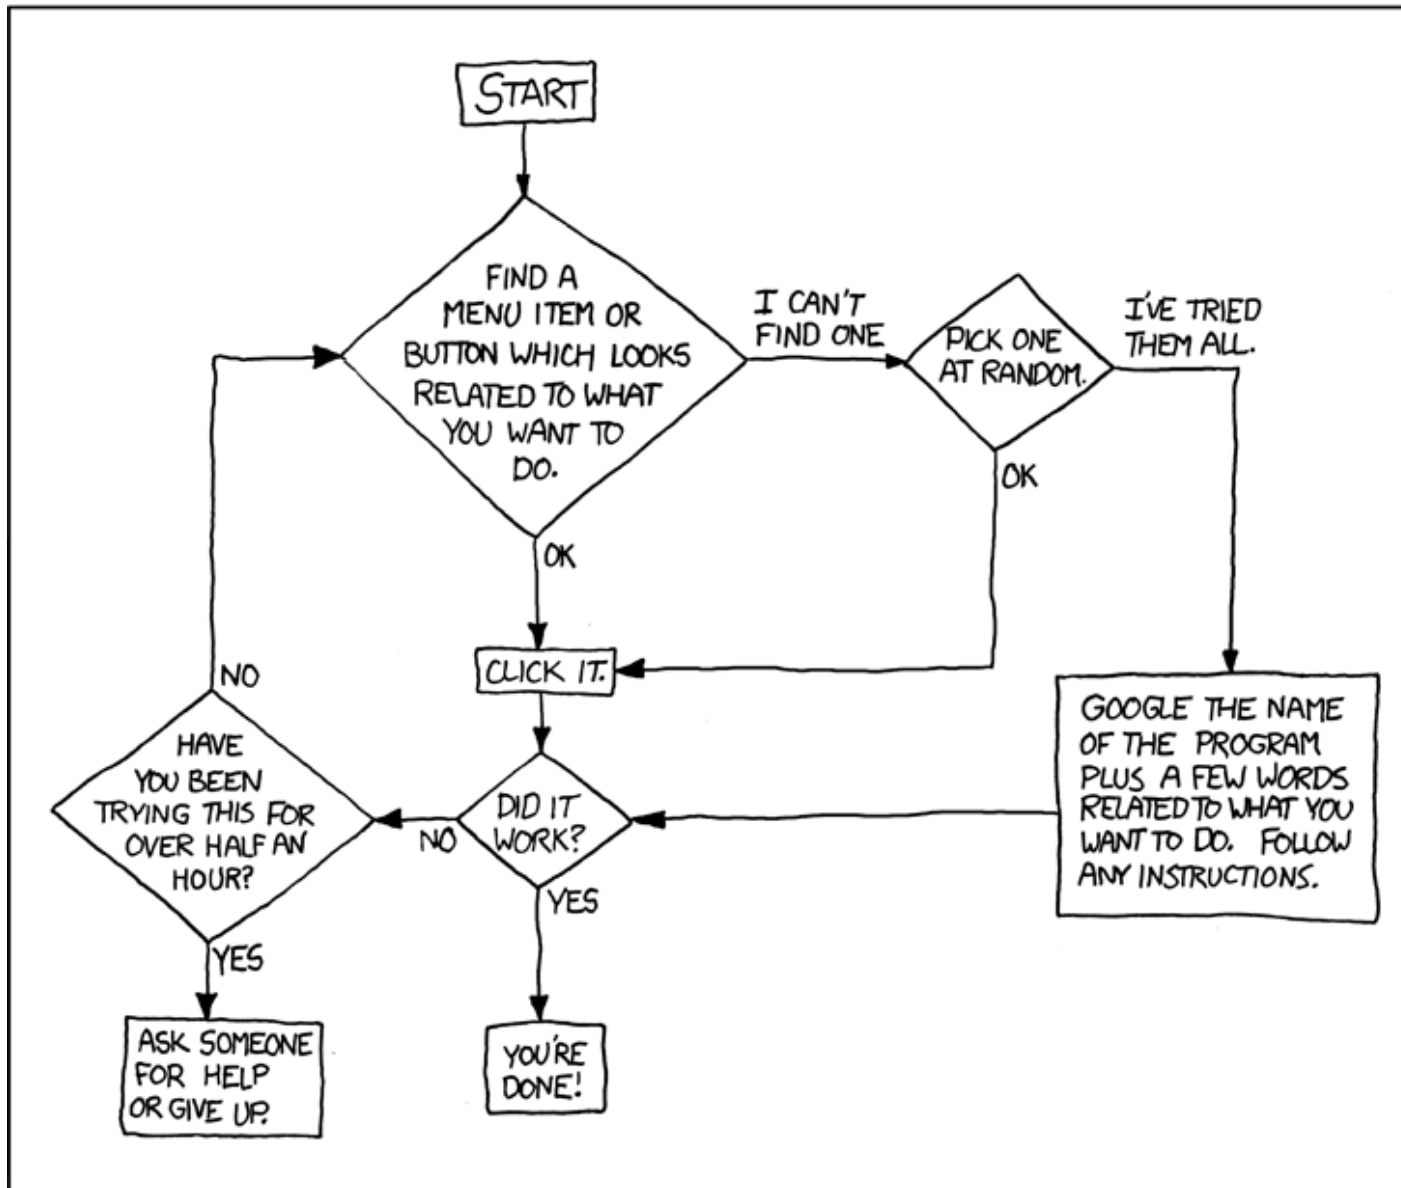 START
FIND A
MENU ITEM OR
BUTTON WHICH LOOKS
RELATED TO WHAT
YOU WANT TO
DO.
I CAN'T
FIND ONE
PICK ONE
AT RANDOM.
I'VE TRIED
THEM ALL.
OK
OK
CLICK IT.
NO
HAVE
YOU BEEN
TRYING THIS FOR
OVER HALF AN
HOUR?
NO
DID IT
WORK?
GOOGLE THE NAME
OF THE PROGRAM
PLUS A FEW WORDS
RELATED TO WHAT YOU
WANT TO DO. FOLLOW
ANY INSTRUCTIONS.
YES
YES
ASK SOMEONE
FOR HELP
OR GIVE UP.
YOU'RE
DONE!